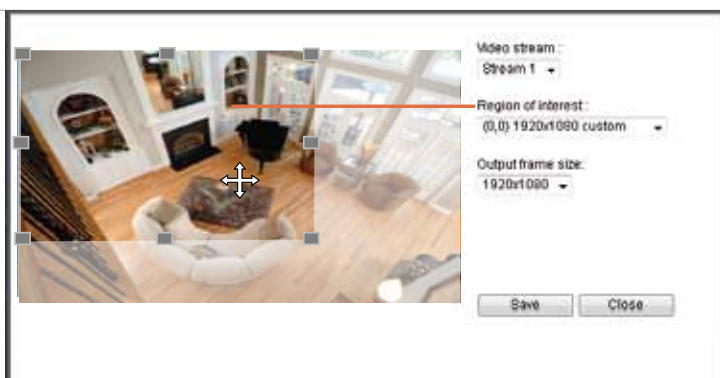 Video stream :
Stream 1
Region of interest :
(0,0) 1920x1080 custom
Output frame size:
1920x1080
Save
Close